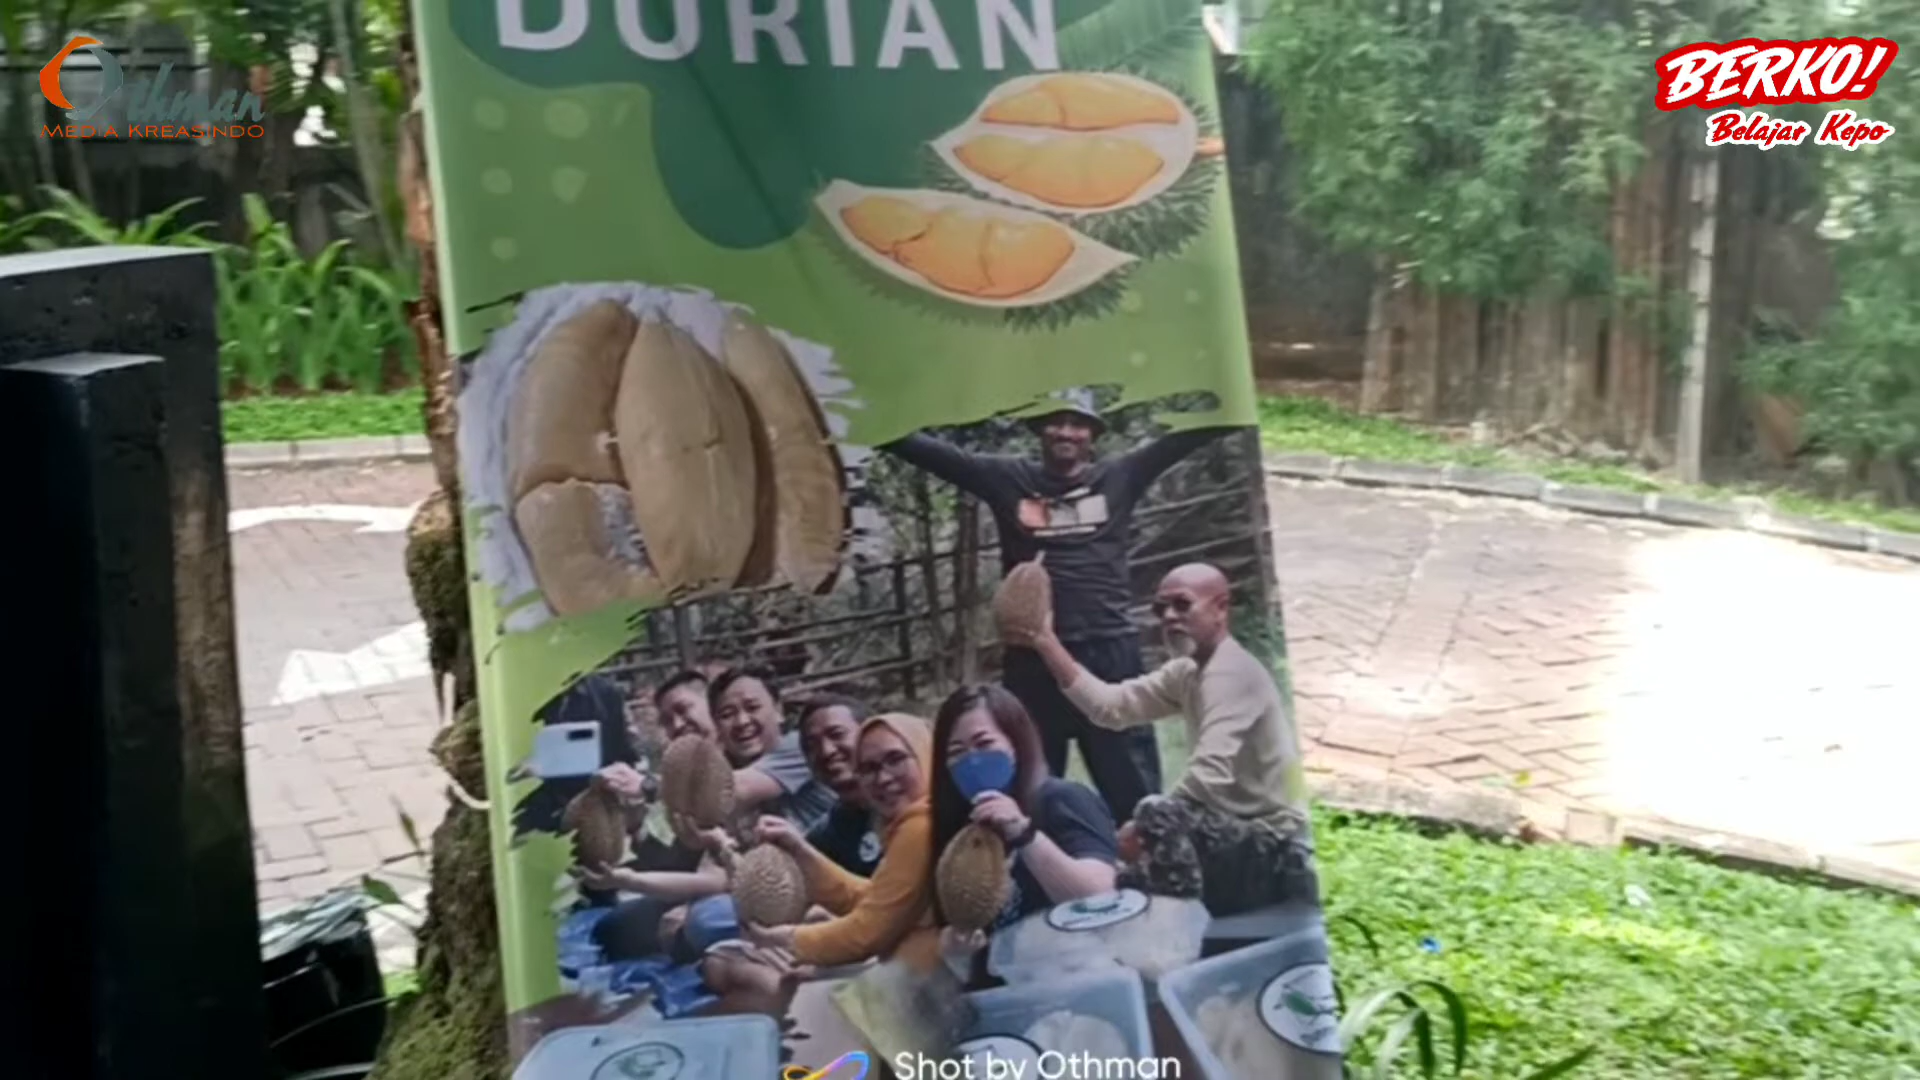 DURIAN
Othman
MEDIA KREASINDO
BERKO!
Belajar Kepo
Shot by Othman